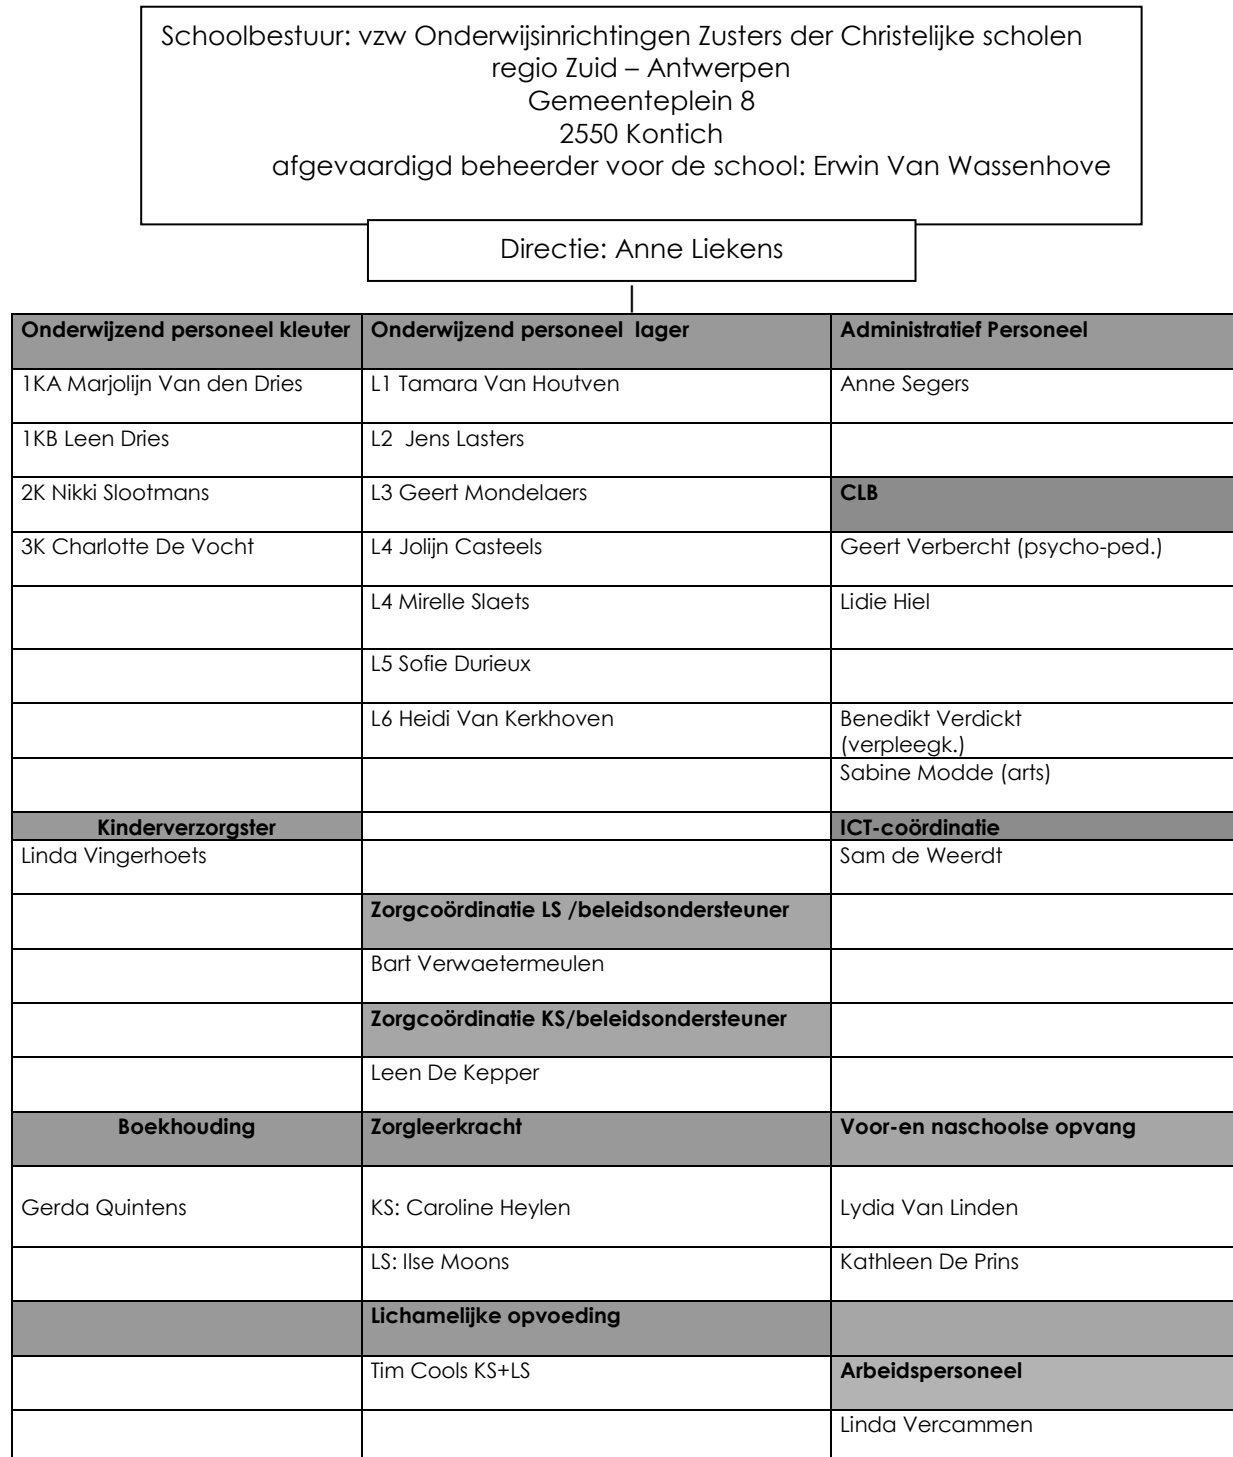 Schoolbestuur: vzw Onderwijsinrichtingen Zusters der Christelijke scholen
regio Zuid – Antwerpen
Gemeenteplein 8
2550 Kontich
afgevaardigd beheerder voor de school: Erwin Van Wassenhove
Directie: Anne Liekens
Onderwijzend personeel kleuter Onderwijzend personeel lager Administratief Personeel
1KA Marjolijn Van den Dries L1 Tamara Van Houtven Anne Segers
1KB Leen Dries L2 Jens Lasters
2K Nikki Slootmans L3 Geert Mondelaers CLB
3K Charlotte De Vocht L4 Jolijn Casteels Geert Verbercht (psycho-ped.)
L4 Mirelle Slaets Lidie Hiel
L5 Sofie Durieux
L6 Heidi Van Kerkhoven Benedikt Verdickt
(verpleegk.)
Sabine Modde (arts)
Kinderverzorgster ICT-coördinatie
Linda Vingerhoets Sam de Weerdt
Zorgcoördinatie LS /beleidsondersteuner
Bart Verwaetermeulen
Zorgcoördinatie KS/beleidsondersteuner
Leen De Kepper
Boekhouding Zorgleerkracht Voor-en naschoolse opvang
Gerda Quintens KS: Caroline Heylen Lydia Van Linden
LS: Ilse Moons Kathleen De Prins
Lichamelijke opvoeding
Tim Cools KS+LS Arbeidspersoneel
Linda Vercammen